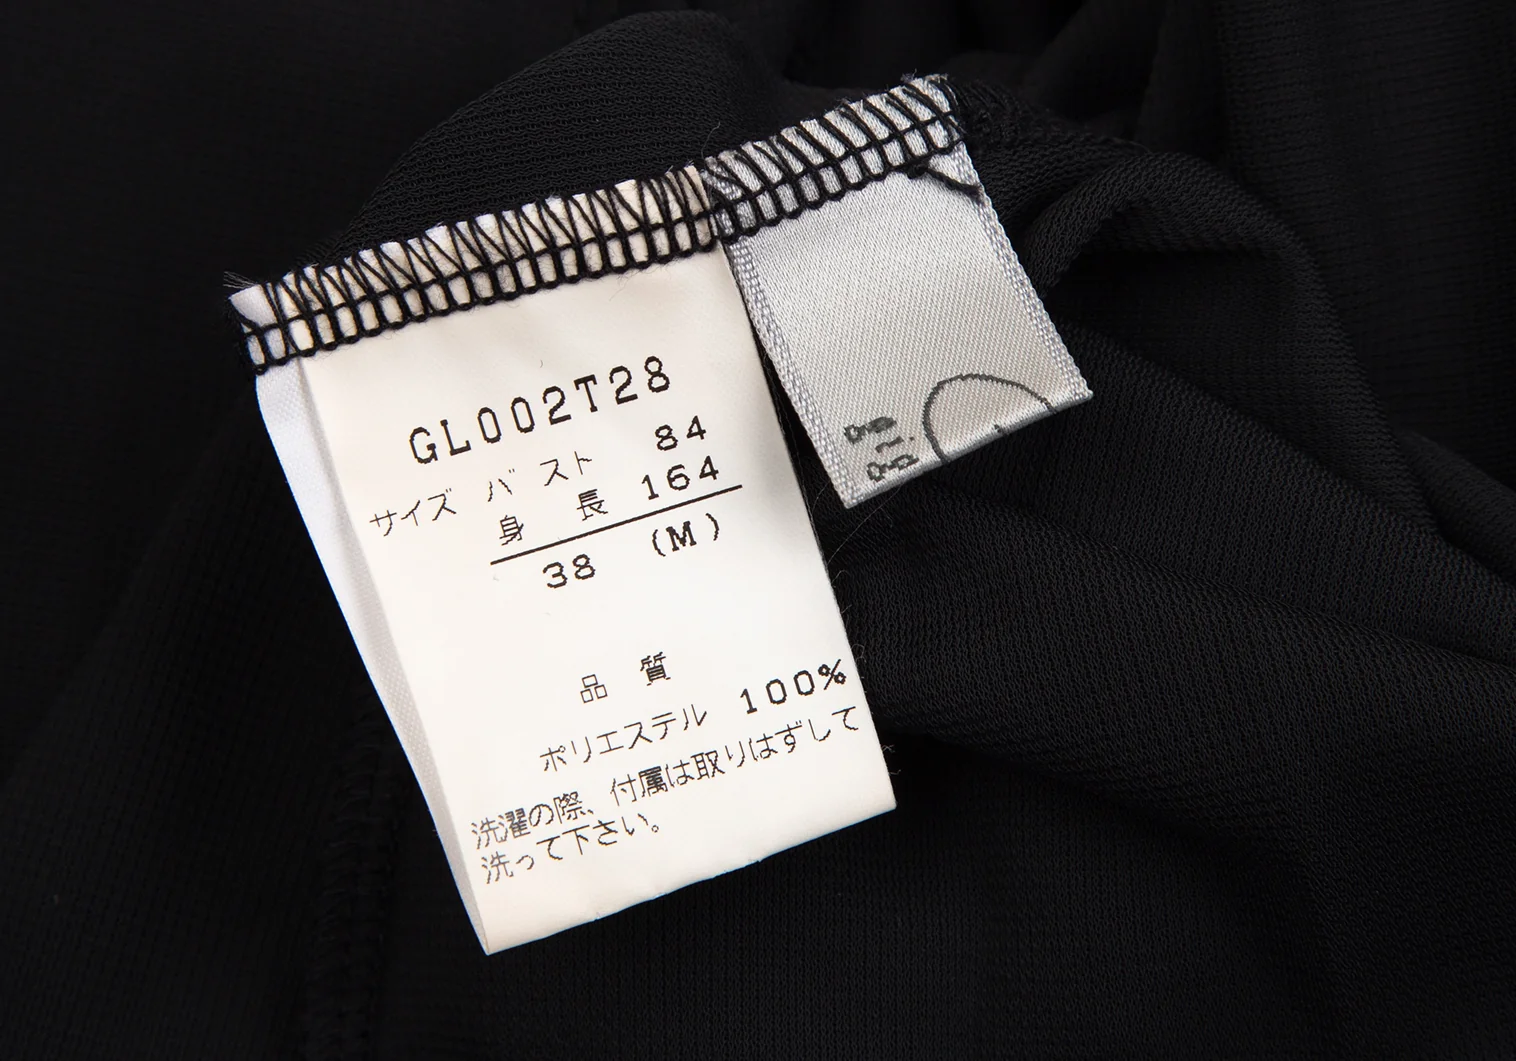 GL002T28
サイズ バスト 84
身長 164
38 (M)
品質
ポリエステル 100%
洗濯の際、付属は取りはずして
洗って下さい。